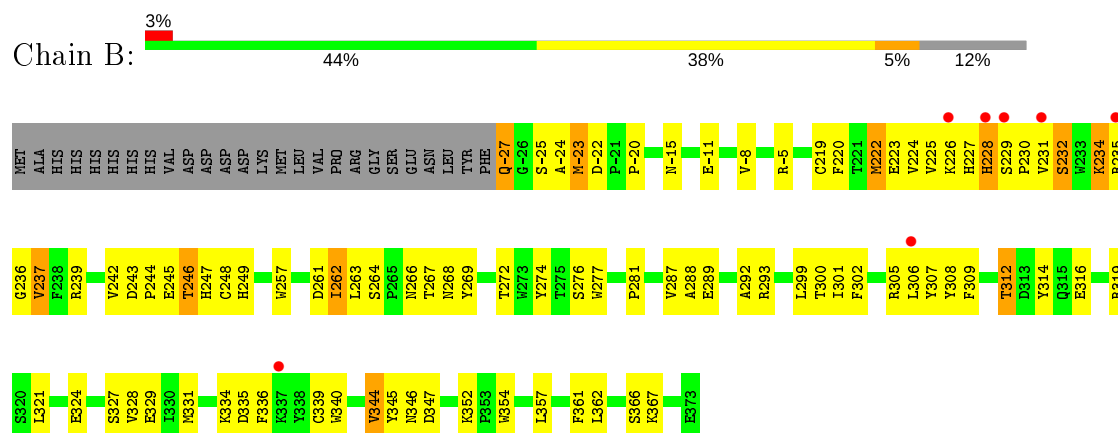 3%
Chain B:
44% 38% 5% 12%
MET ALA HIS HIS HIS HIS HIS HIS VAL ASP ASP ASP ASP LYS MET LEU VAL PRO ARG GLY SER GLU ASN LEU TYR PHE Q-27 G-26 S-25 A-24 M-23 D-22 P-21 P-20 N-15 E-11 V-8 R-5 C219 F220 T221 M222 E223 V224 V225 K226 H227 H228 S229 P230 V231 S232 W233 K234 R235
G236 V237 F238 R239 V242 D243 P244 E245 T246 H247 C248 H249 W257 D261 I262 L263 S264 P265 N266 T267 N268 Y269 T272 W273 Y274 T275 S276 W277 P281 V287 A288 E289 A292 R293 L299 T300 I301 F302 R305 L306 Y307 Y308 F309 T312 D313 Y314 Q315 E316 R319
S320 L321 E324 S327 V328 E329 I330 M331 K334 D335 F336 K337 Y338 C339 W340 V344 Y345 N346 D347 K352 P353 W354 L357 F361 L362 S366 K367 E373